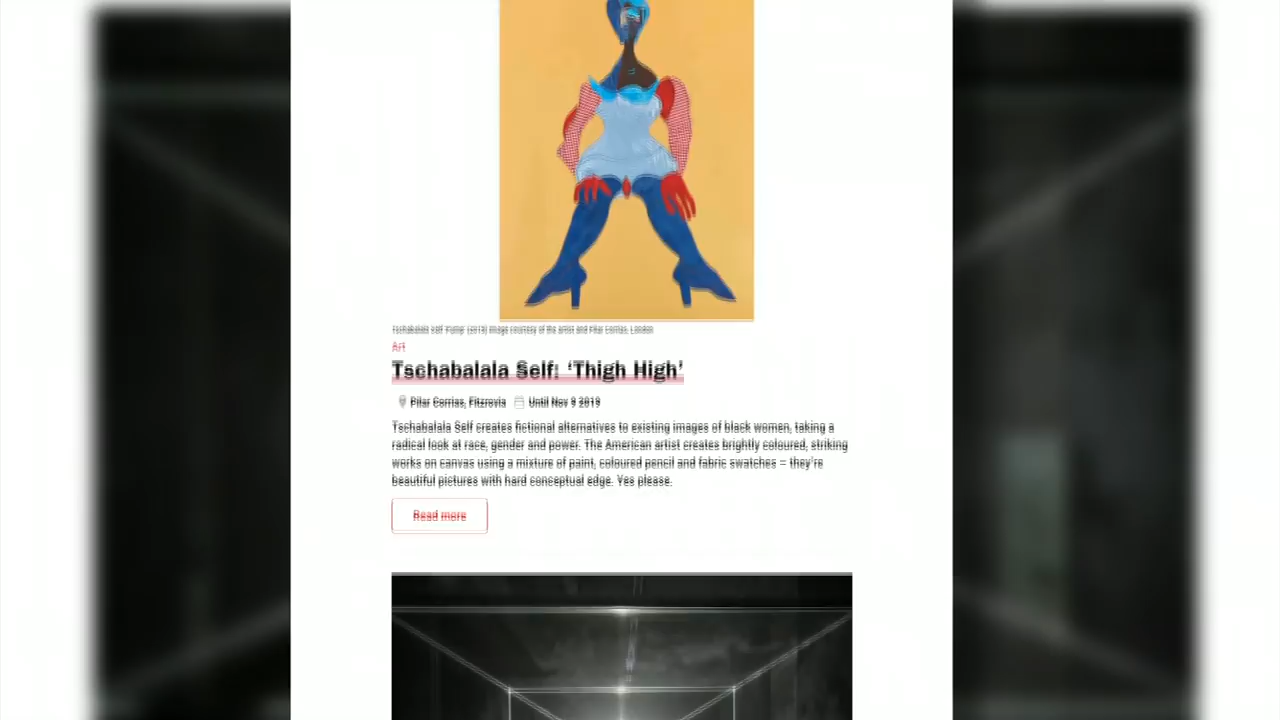 Tschabalala Self 'Pump' (2019) Image courtesy of the artist and Pilar Corrias, London
Art
Tschabalala Self: ‘Thigh High’
Pilar Corrias, Fitzrovia Until Nov 9 2019
Tschabalala Self creates fictional alternatives to existing images of black women, taking a
radical look at race, gender and power. The American artist creates brightly coloured, striking
works on canvas using a mixture of paint, coloured pencil and fabric swatches – they're
beautiful pictures with hard conceptual edge. Yes please.
Read more